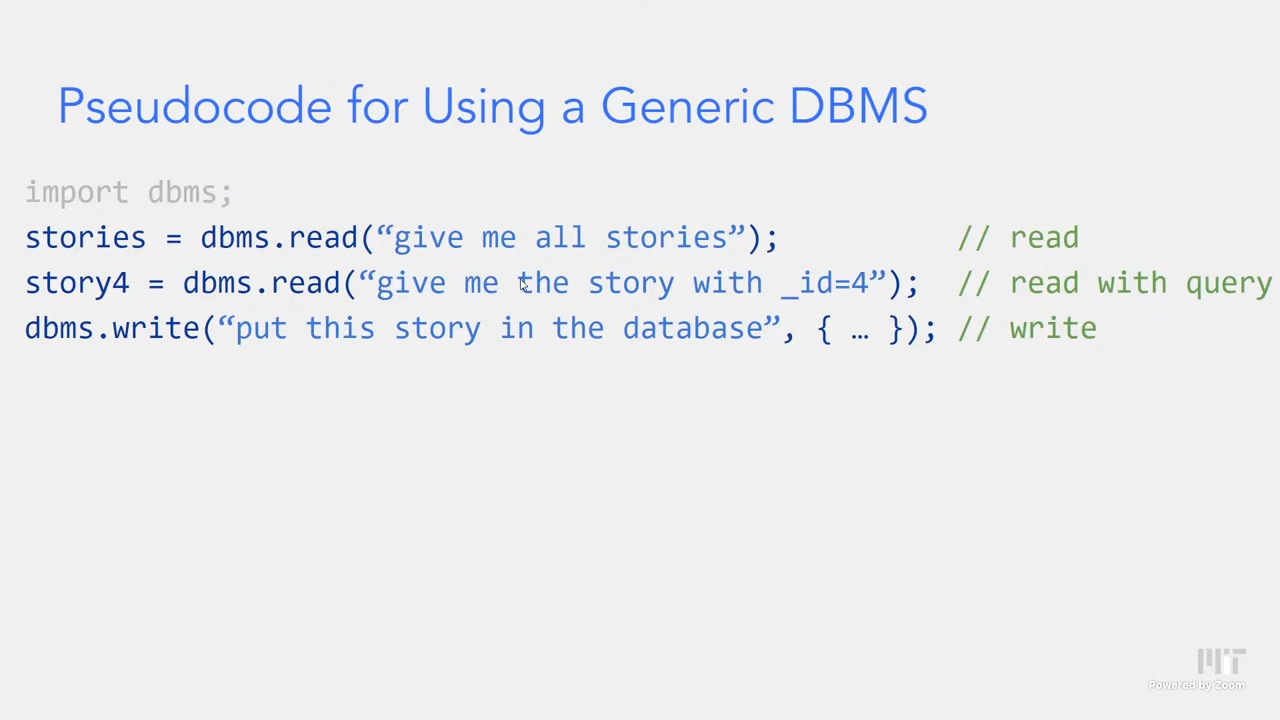 Pseudocode for Using a Generic DBMS
import dbms;
stories = dbms.read(“give me all stories”); // read
story4 = dbms.read(“give me the story with _id=4”); // read with query
dbms.write(“put this story in the database”, { … }); // write
MIT
Powered by Zoom